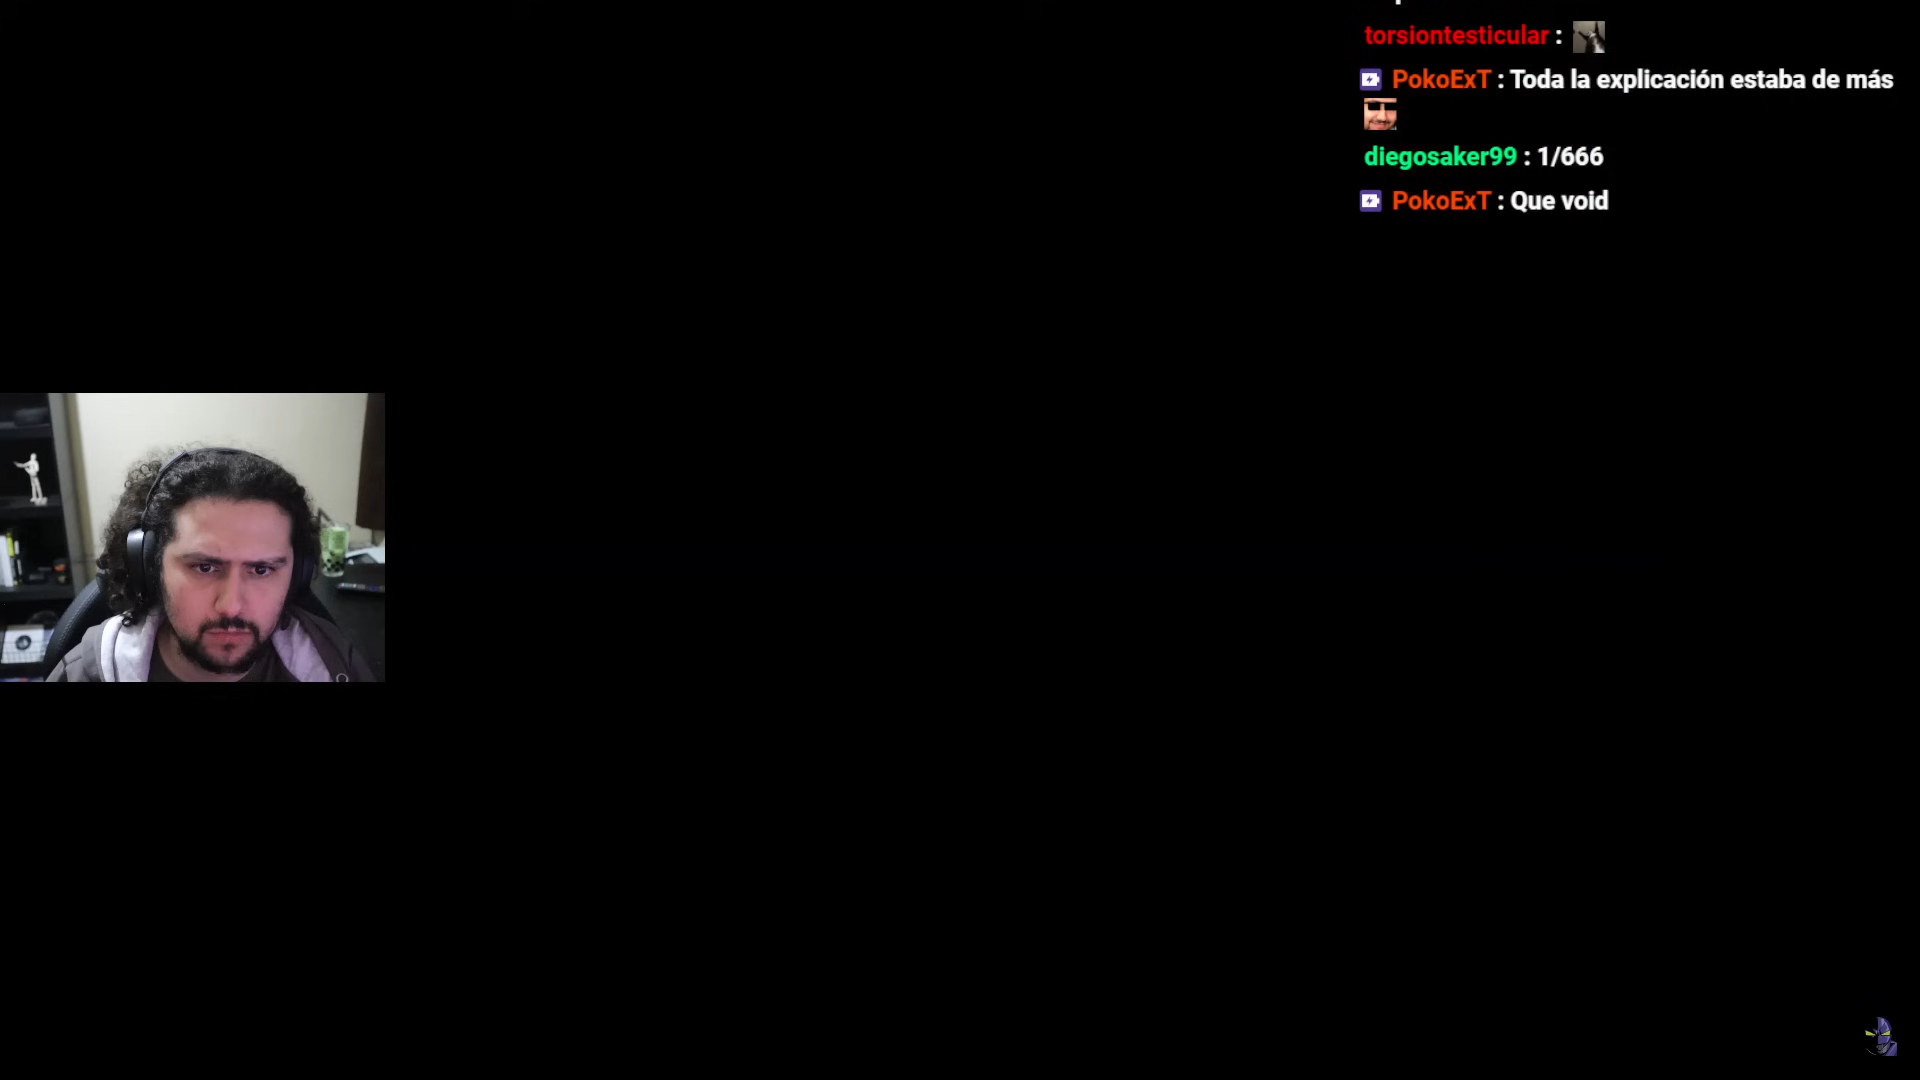 torsiontesticular :
PokoExT : Toda la explicación estaba de más
diegosaker99 : 1/666
PokoExT : Que void